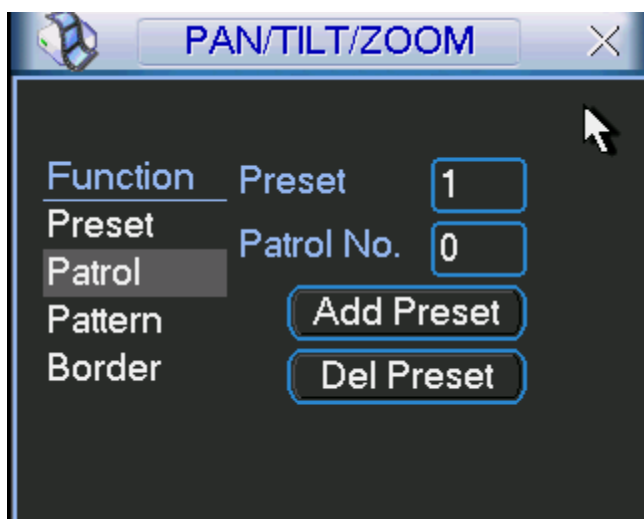 PAN/TILT/ZOOM
Function
Preset
Patrol
Pattern
Border
Preset 1
Patrol No. 0
Add Preset
Del Preset